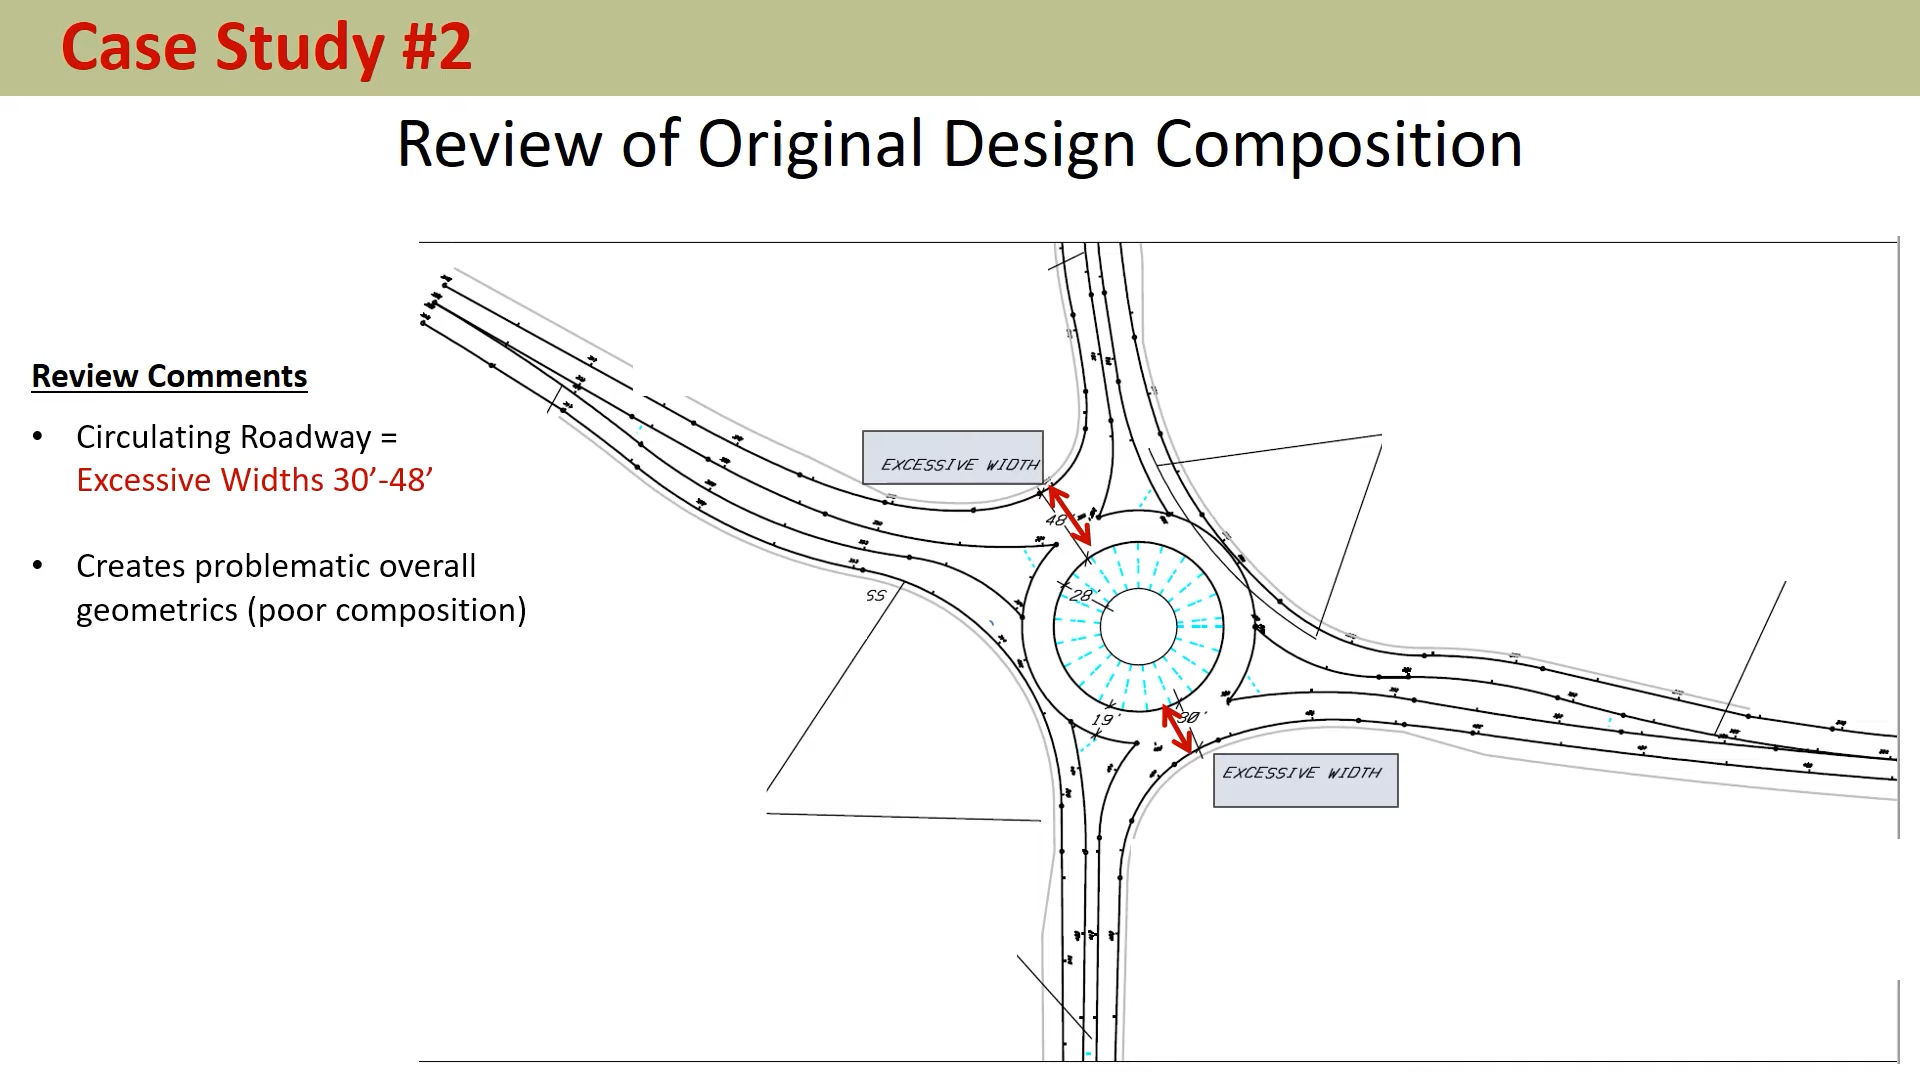 Case Study #2
Review of Original Design Composition
Review Comments
• Circulating Roadway =
Excessive Widths 30’-48’
• Creates problematic overall
geometrics (poor composition)
EXCESSIVE WIDTH
48'
28'
SS
19'
30'
EXCESSIVE WIDTH